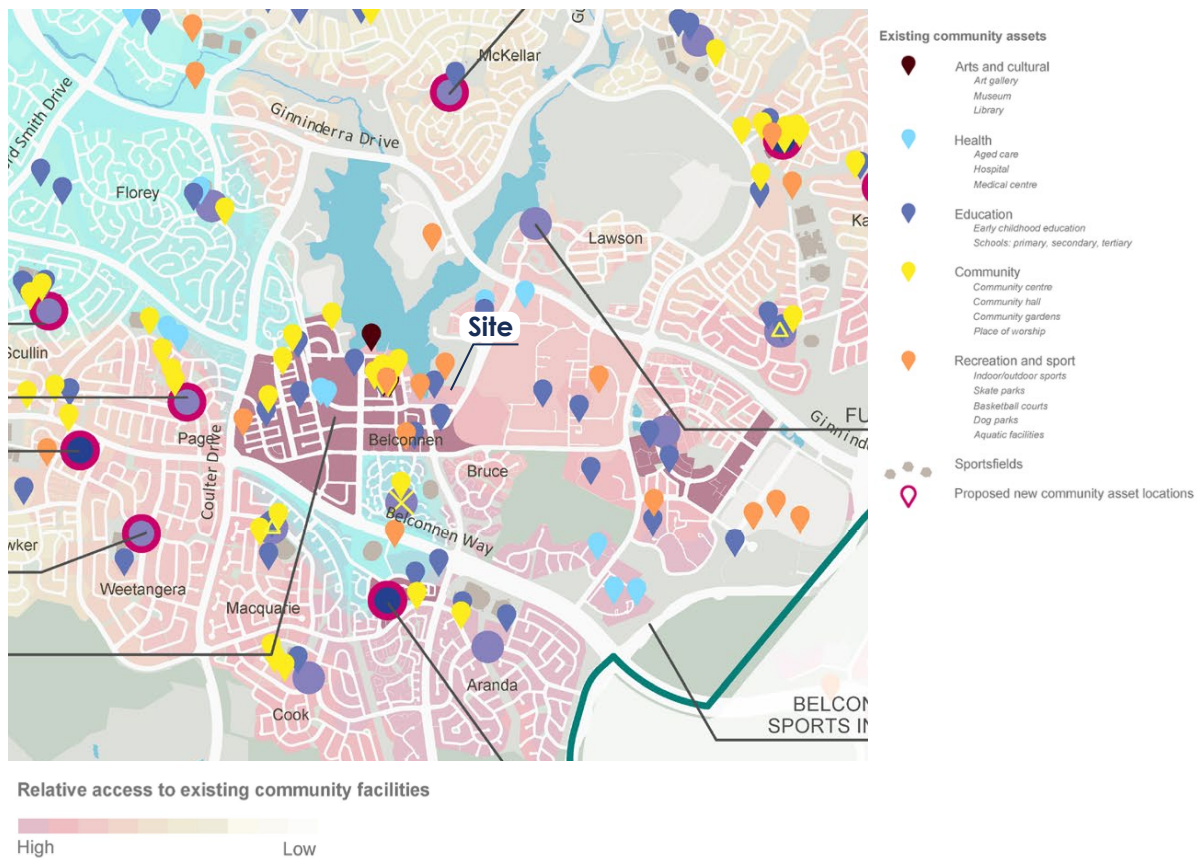 McKellar
Ginninderra Drive
rd Smith Drive
Florey
Lawson
Ka
Site
Scullin
Page
Coulter Drive
Belconnen
Bruce
FU
Ginnind
Belconnen Way
wker
Weetangera
Macquarie
Aranda
Cook
BELCON
SPORTS IN
Existing community assets
Arts and cultural
Art gallery
Museum
Library
Health
Aged care
Hospital
Medical centre
Education
Early childhood education
Schools: primary, secondary, tertiary
Community
Community centre
Community hall
Community gardens
Place of worship
Recreation and sport
Indoor/outdoor sports
Skate parks
Basketball courts
Dog parks
Aquatic facilities
Sportsfields
Proposed new community asset locations
Relative access to existing community facilities
High
Low